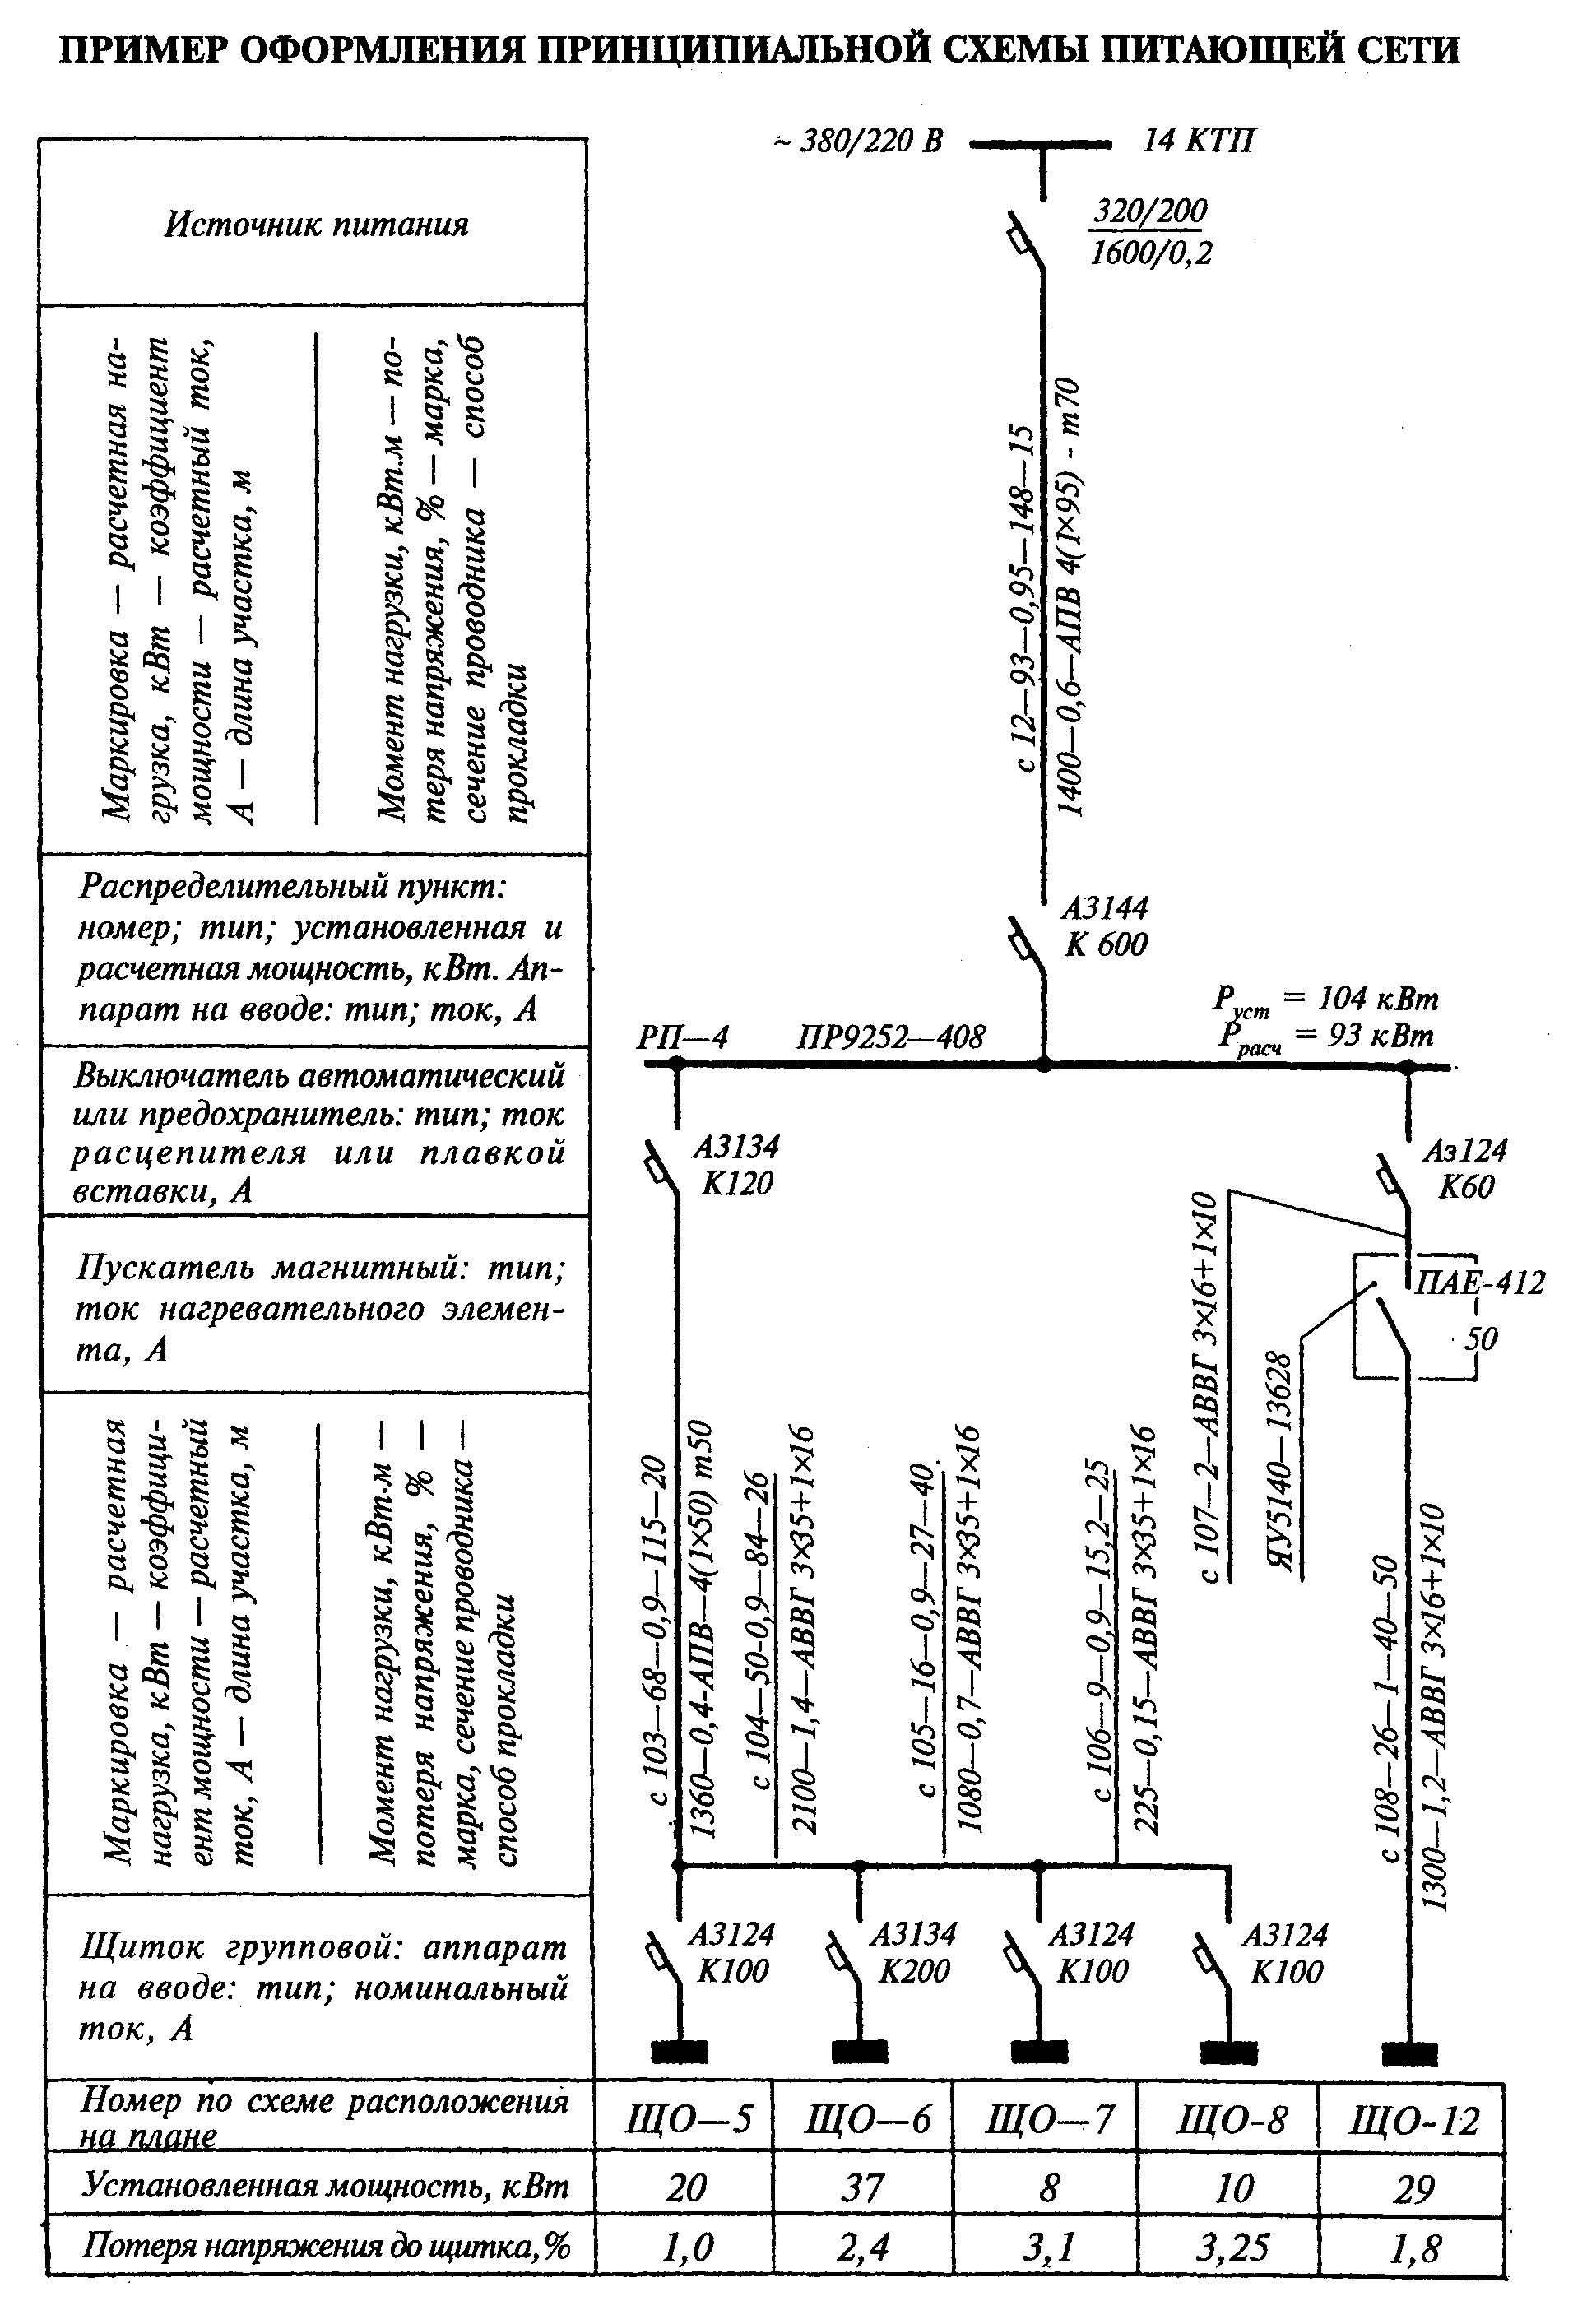 ПРИМЕР ОФОРМЛЕНИЯ ПРИНЦИПИАЛЬНОЙ СХЕМЫ ПИТАЮЩЕЙ СЕТИ
~ 380/220 В
14 КТП
Источник питания
320/200
1600/0,2
Маркировка — расчетная на-
грузка, кВт — коэффициент
мощности — расчетный ток,
А — длина участка, м
Момент нагрузки, кВт.м — по-
теря напряжения, % — марка,
сечение проводника — способ
прокладки
с 12—93—0,95—148—15
1400—0,6—АПВ 4(1×95) - т70
Распределительный пункт:
номер; тип; установленная и
расчетная мощность, кВт. Ап-
парат на вводе: тип; ток, А
А3144
К 600
Руст = 104 кВт
Ррасч = 93 кВт
РП—4
ПР9252—408
Выключатель автоматический
или предохранитель: тип; ток
расцепителя или плавкой
вставки, А
А3134
К120
Аз124
К60
Пускатель магнитный: тип;
ток нагревательного элемен-
та, А
ПАЕ-412
50
с 107—2—АВВГ 3×16+1×10
ЯУ5140—13628
Маркировка — расчетная
нагрузка, кВт — коэффици-
ент мощности — расчетный
ток, А — длина участка, м
Момент нагрузки, кВт·м —
потеря напряжения, % —
марка, сечение проводника —
способ прокладки
с 103—68—0,9—115—20
1360—0,4-АПВ—4(1×50) т50
с 104—50-0,9—84—26
2100—1,4—АВВГ 3×35+1×16
с 105—16—0,9—27—40
1080—0,7—АВВГ 3×35+1×16
с 106—9—0,9—15,2—25
225—0,15—АВВГ 3×35+1×16
с 108—26—1—40—50
1300—1,2—АВВГ 3×16+1×10
Щиток групповой: аппарат
на вводе: тип; номинальный
ток, А
А3124
К100
А3134
К200
А3124
К100
А3124
К100
Номер по схеме расположения
на плане
ЩО—5
ЩО—6
ЩО—7
ЩО-8
ЩО-12
Установленная мощность, кВт
20
37
8
10
29
Потеря напряжения до щитка,%
1,0
2,4
3,1
3,25
1,8